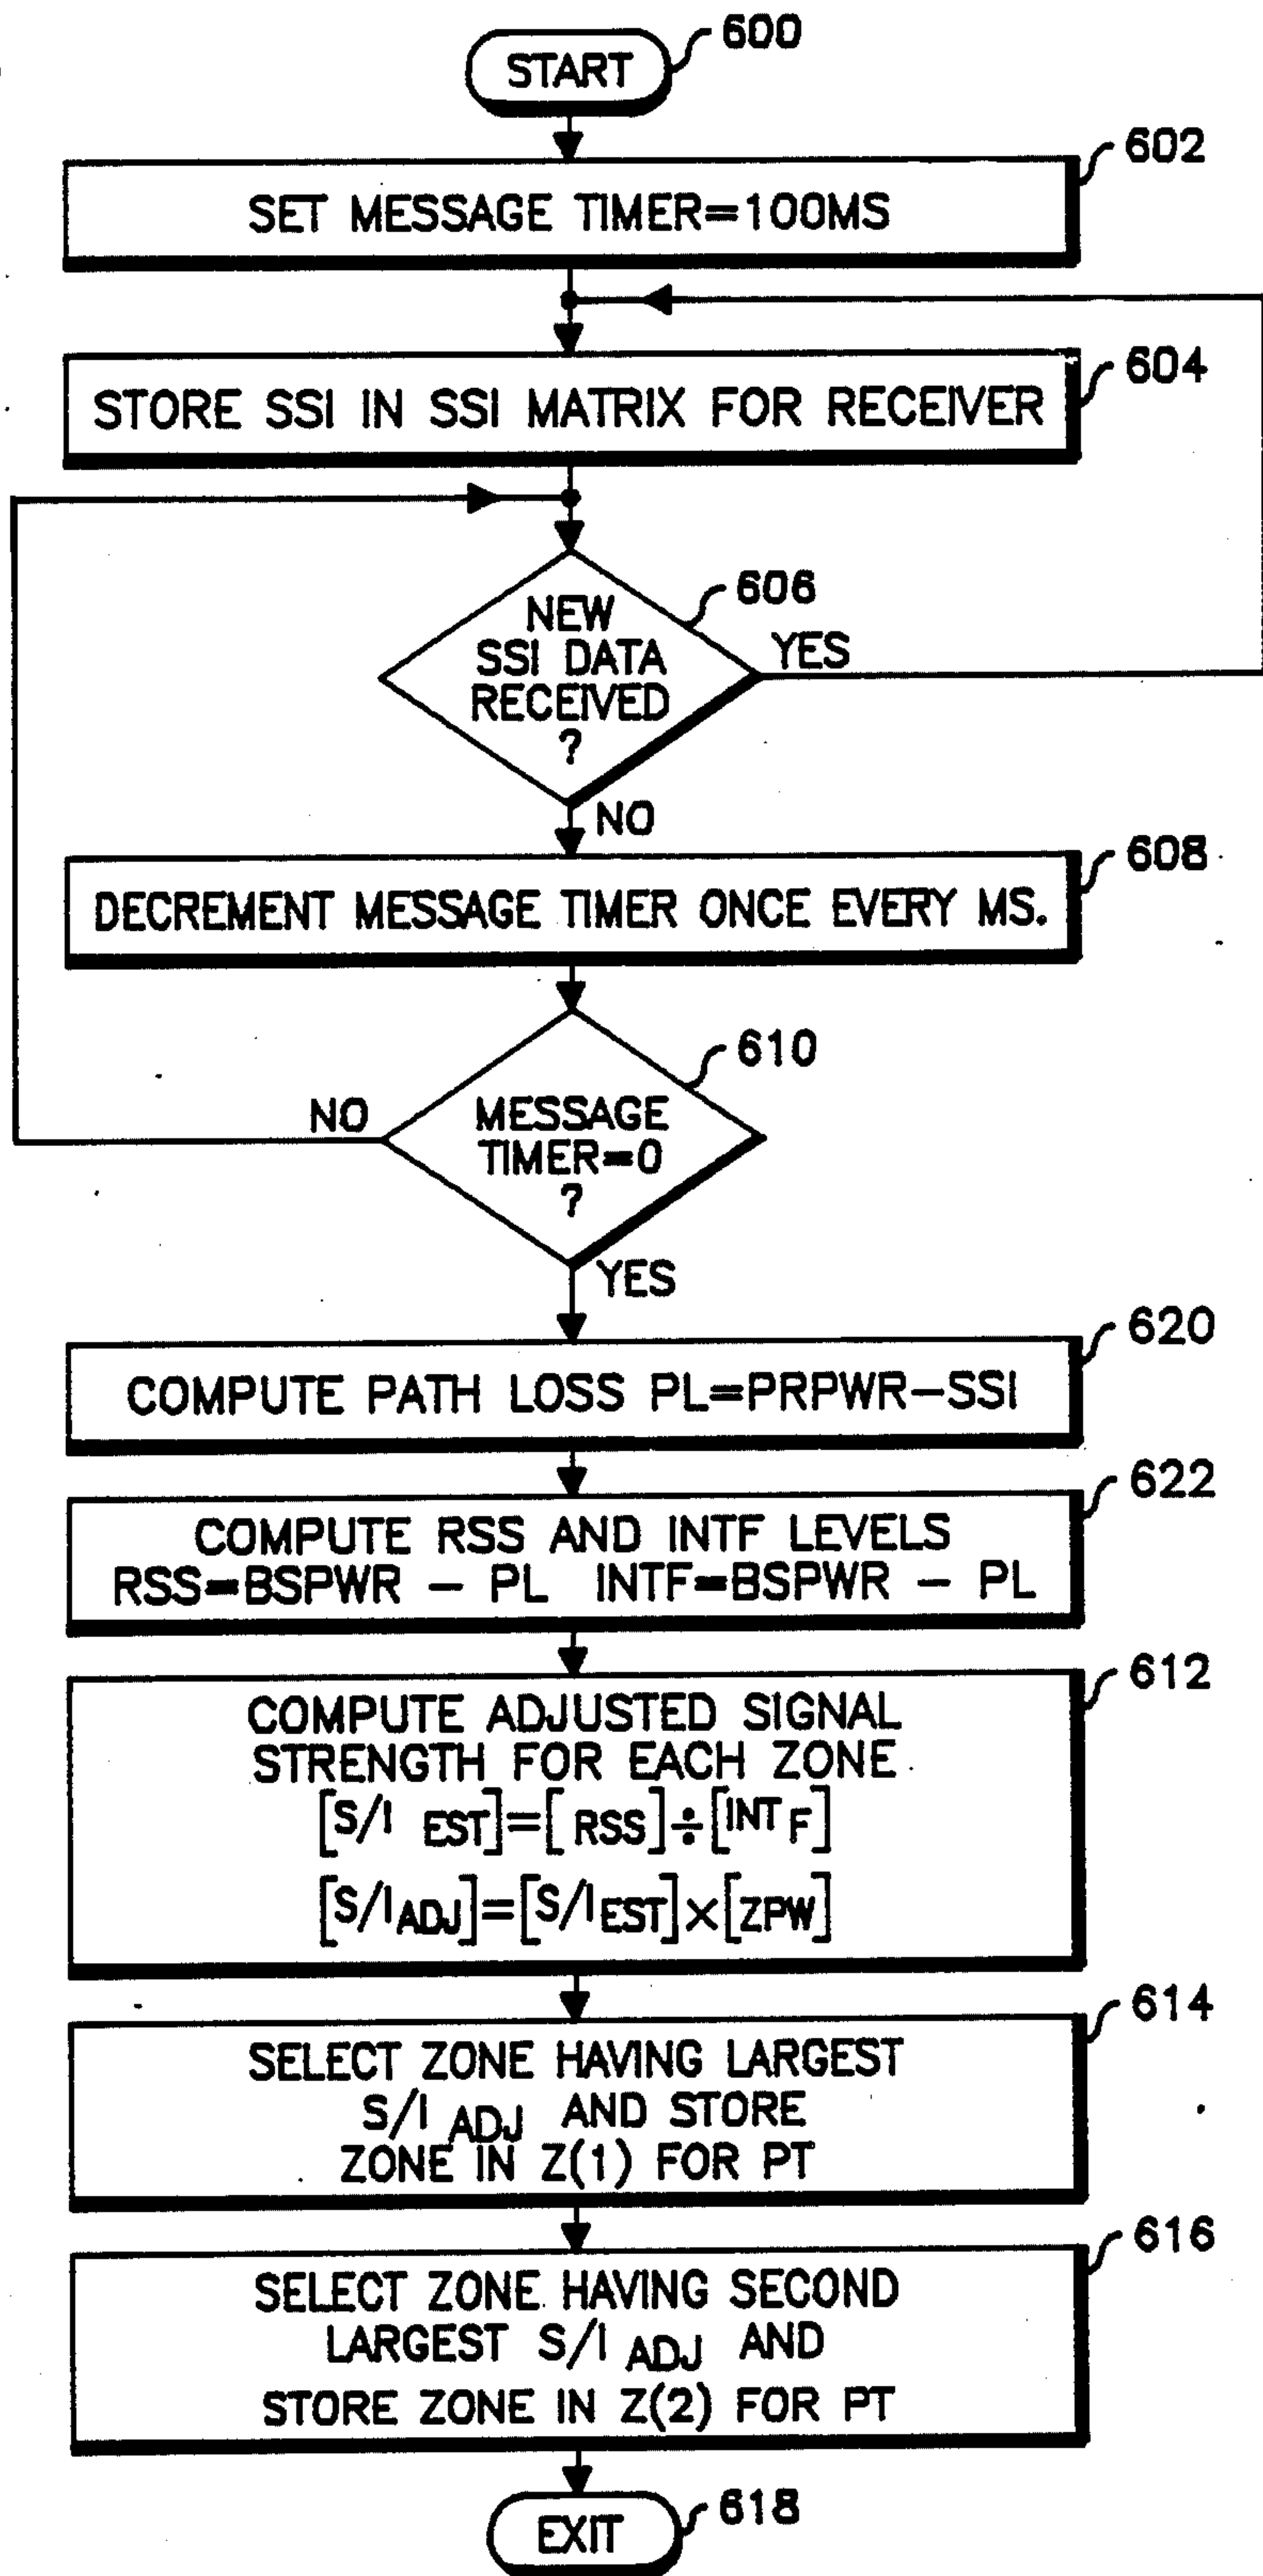 START
600
602
SET MESSAGE TIMER=100MS
604
STORE SSI IN SSI MATRIX FOR RECEIVER
606
NEW
SSI DATA
RECEIVED
?
YES
NO
608
DECREMENT MESSAGE TIMER ONCE EVERY MS.
610
MESSAGE
TIMER=0
?
NO
YES
620
COMPUTE PATH LOSS PL=PRPWR-SSI
622
COMPUTE RSS AND INTF LEVELS
RSS=BSPWR - PL INTF=BSPWR - PL
612
COMPUTE ADJUSTED SIGNAL
STRENGTH FOR EACH ZONE
[S/I EST]=[RSS]÷[INTF]
[S/I ADJ]=[S/I EST]×[ZPW]
614
SELECT ZONE HAVING LARGEST
S/I ADJ AND STORE
ZONE IN Z(1) FOR PT
616
SELECT ZONE HAVING SECOND
LARGEST S/I ADJ AND
STORE ZONE IN Z(2) FOR PT
EXIT
618